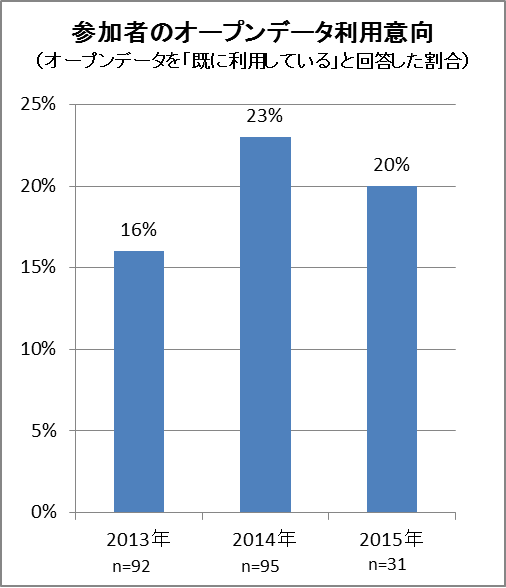 参加者のオープンデータ利用意向
（オープンデータを「既に利用している」と回答した割合）
25%
20%
15%
10%
5%
0%
16%
23%
20%
2013年
2014年
2015年
n=92
n=95
n=31